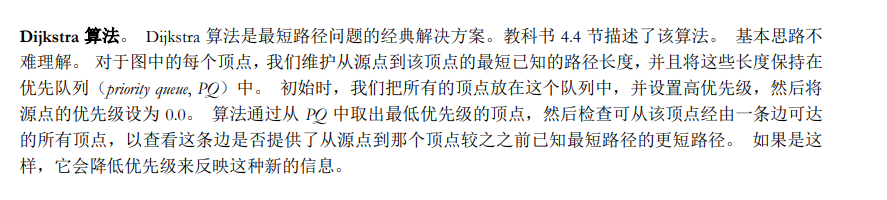 Dijkstra 算法。 Dijkstra 算法是最短路径问题的经典解决方案。教科书 4.4 节描述了该算法。 基本思路不
难理解。 对于图中的每个顶点，我们维护从源点到该顶点的最短已知的路径长度，并且将这些长度保持在
优先队列（priority queue, PQ）中。 初始时，我们把所有的顶点放在这个队列中，并设置高优先级，然后将
源点的优先级设为 0.0。 算法通过从 PQ 中取出最低优先级的顶点，然后检查可从该顶点经由一条边可达
的所有顶点，以查看这条边是否提供了从源点到那个顶点较之之前已知最短路径的更短路径。 如果是这
样，它会降低优先级来反映这种新的信息。